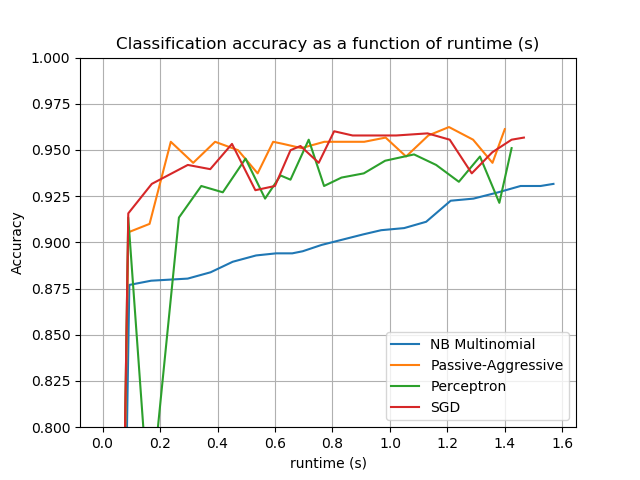 Classification accuracy as a function of runtime (s)
1.000
0.975
0.950
0.925
0.900
0.875
0.850
0.825
0.800
Accuracy
NB Multinomial
Passive-Aggressive
Perceptron
SGD
0.0 0.2 0.4 0.6 0.8 1.0 1.2 1.4 1.6
runtime (s)